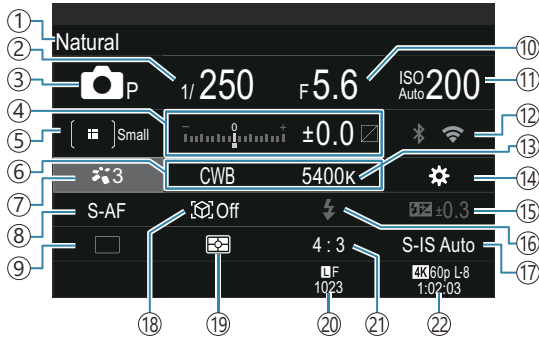 ① Natural
② 1/250 F5.6 ⑩
③ P ISO Auto 200 ⑪
④ − 0 + ±0.0 ⑫
⑤ Small ⑬
⑥ CWB 5400K
⑦ 3 ⑭
⑧ S-AF Off ±0.3 ⑮
⑨ 4:3 S-IS Auto ⑯
⑰
LF 4K 60p L-8
1023 1:02:03
⑱ ⑲ ⑳ ㉑ ㉒